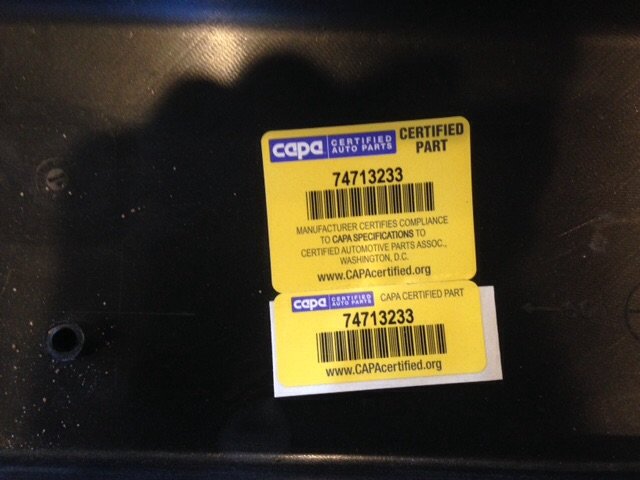 capa CERTIFIED AUTO PARTS CERTIFIED PART
74713233
MANUFACTURER CERTIFIES COMPLIANCE
TO CAPA SPECIFICATIONS TO
CERTIFIED AUTOMOTIVE PARTS ASSOC.,
WASHINGTON, D.C.
www.CAPAcertified.org
capa CERTIFIED AUTO PARTS CAPA CERTIFIED PART
74713233
www.CAPAcertified.org